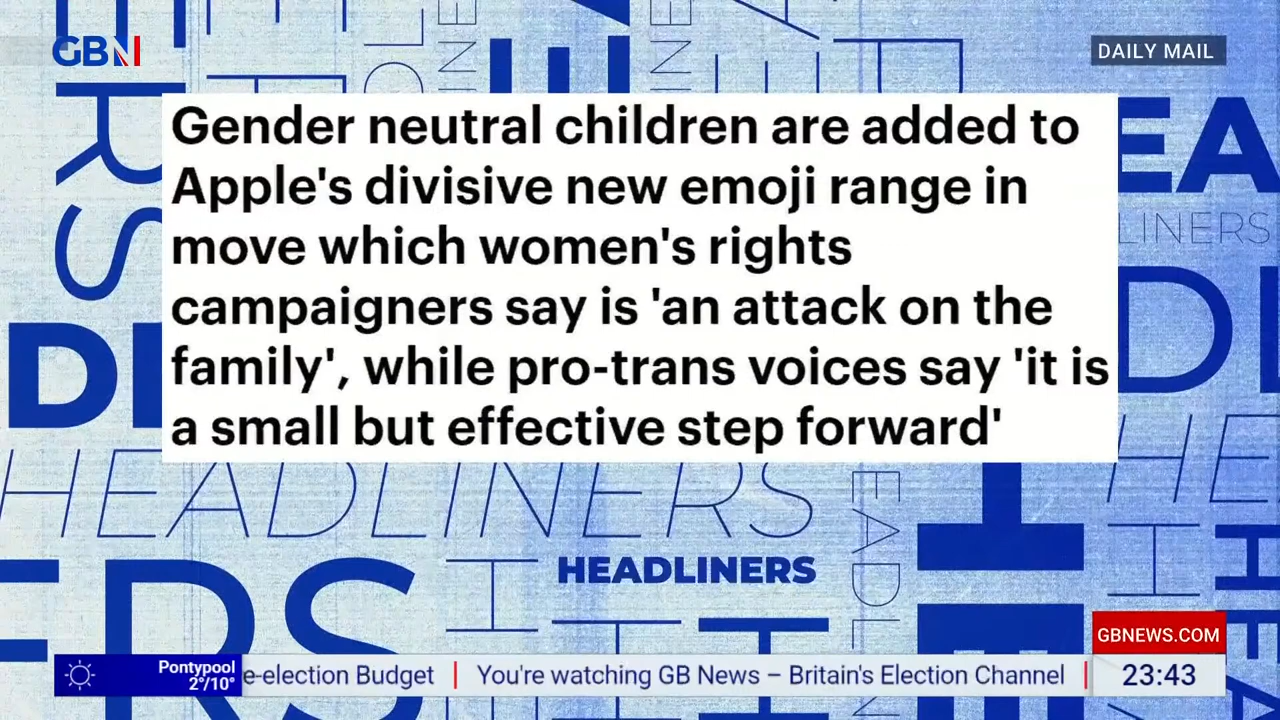 GBN
DAILY MAIL
Gender neutral children are added to
Apple's divisive new emoji range in
move which women's rights
campaigners say is 'an attack on the
family', while pro-trans voices say 'it is
a small but effective step forward'
HEADLINERS
HEADLINERS
GBNEWS.COM
Pontypool
2°/10°
e-election Budget | You're watching GB News – Britain's Election Channel |
23:43